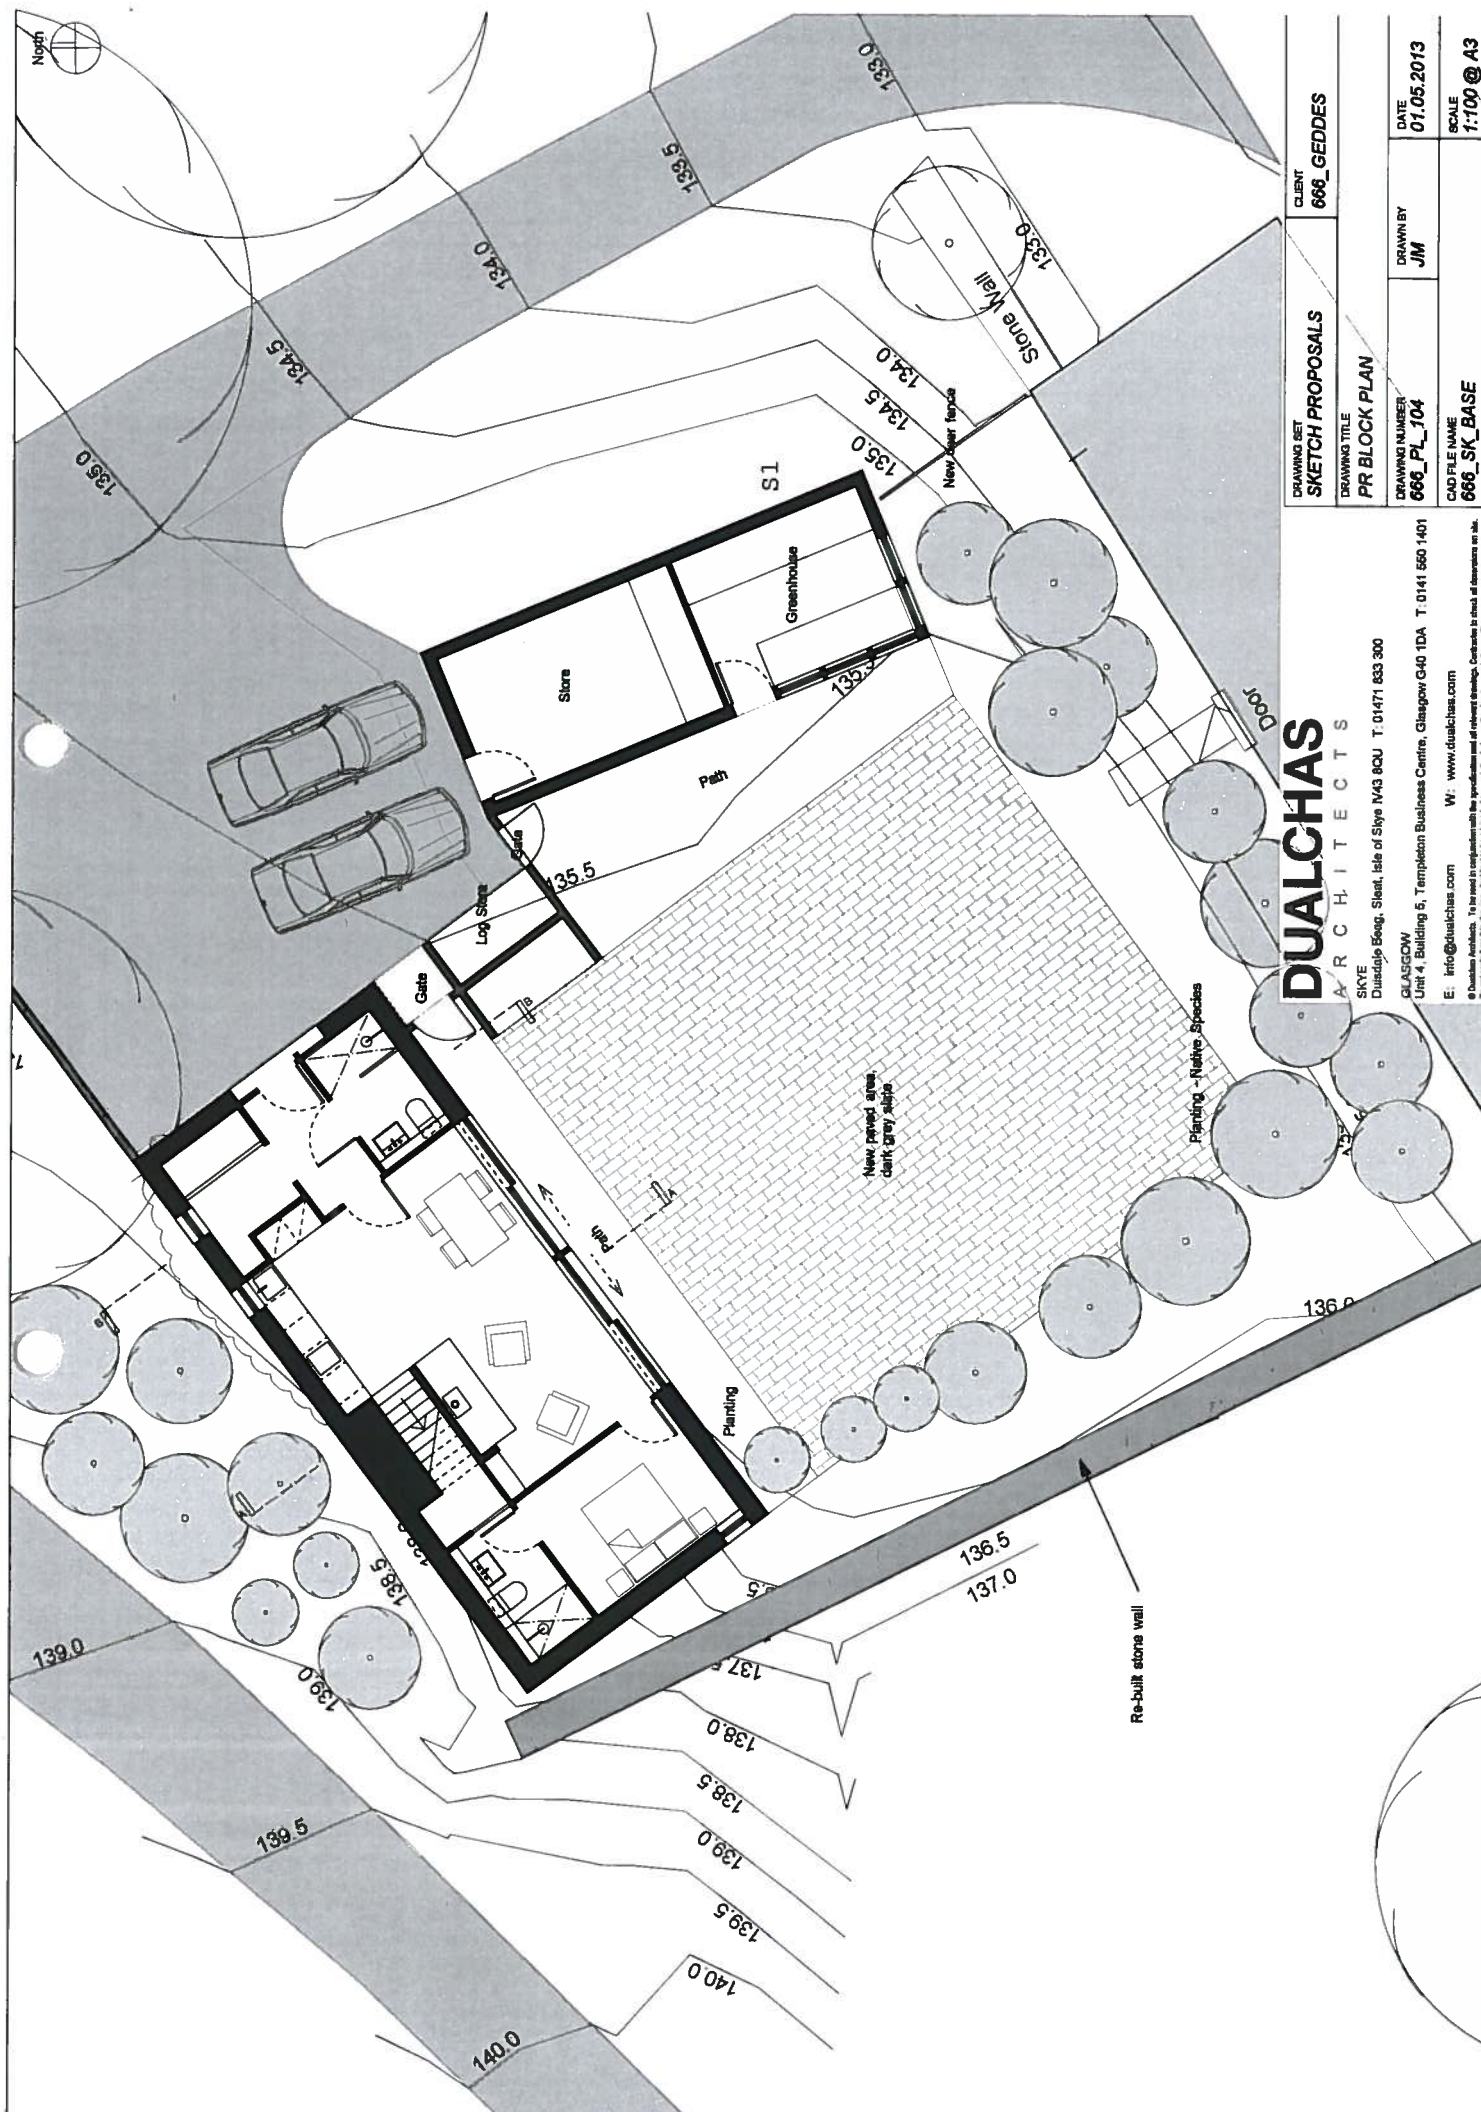 North
135.0
134.5
134.0
133.5
133.0
Store
Greenhouse
S1
135.0
134.5
134.0
133.0
Stone Wall
New deer fence
Path
Gate
Log Store
135.5
Gate
Door
B
Path
A
New paved area,
dark grey slate
Planting - Native Species
Planting
136.0
B
A
138.5
139.0
139.0
139.5
140.0
136.5
137.0
138.0
138.5
139.0
139.5
140.0
Re-built stone wall
DUALCHAS
ARCHITECTS
SKYE
Duisdale Beag, Sleat, Isle of Skye IV43 8QU T: 01471 833 300
GLASGOW
Unit 4, Building 5, Templeton Business Centre, Glasgow G40 1DA T: 0141 550 1401
E: info@dualchas.com W: www.dualchas.com
DRAWING SET
SKETCH PROPOSALS
CLIENT
666_GEDDES
DRAWING TITLE
PR BLOCK PLAN
DRAWING NUMBER
666_PL_104
DRAWN BY
JM
DATE
01.05.2013
CAD FILE NAME
666_SK_BASE
SCALE
1:100 @ A3